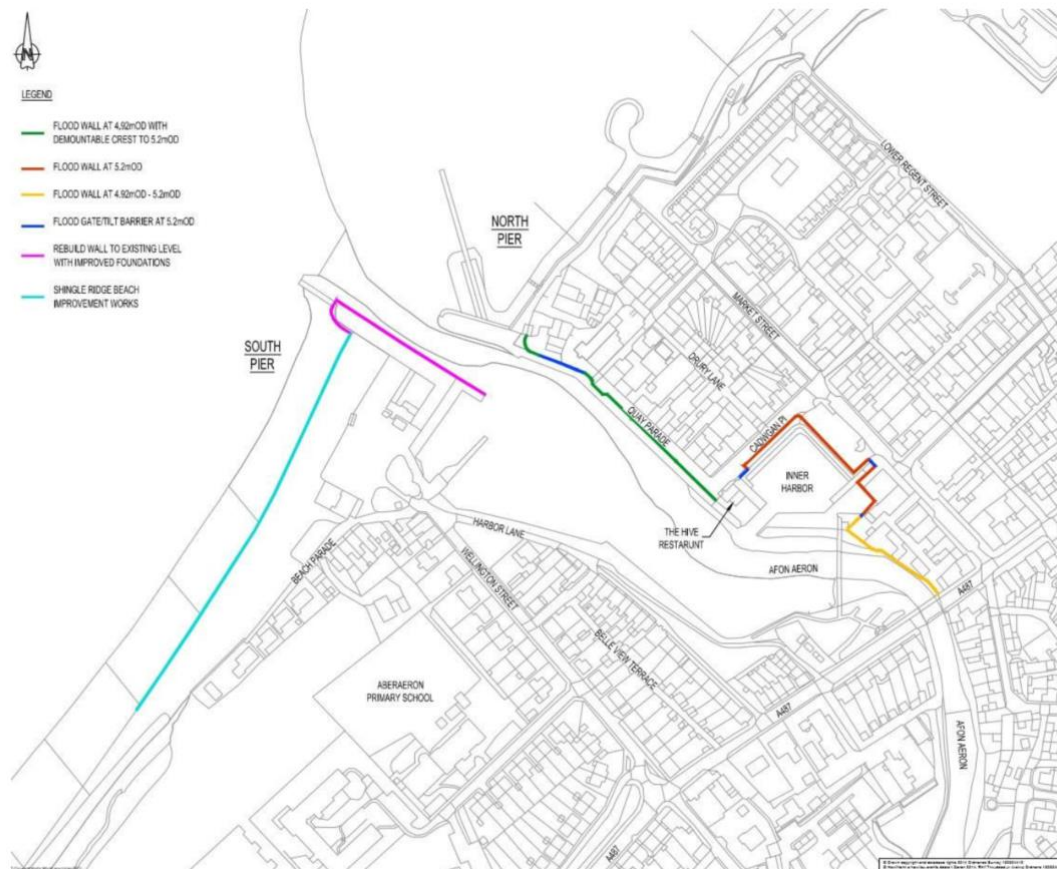 N
LEGEND
FLOOD WALL AT 4.92mOD WITH
DEMOUNTABLE CREST TO 5.2mOD
FLOOD WALL AT 5.2mOD
FLOOD WALL AT 4.92mOD - 5.2mOD
FLOOD GATE/TILT BARRIER AT 5.2mOD
REBUILD WALL TO EXISTING LEVEL
WITH IMPROVED FOUNDATIONS
SHINGLE RIDGE BEACH
IMPROVEMENT WORKS
NORTH
PIER
SOUTH
PIER
LOWER REGENT STREET
MARKET STREET
DRURY LANE
QUAY PARADE
CADWGAN PL
INNER
HARBOR
THE HIVE
RESTARUNT
HARBOR LANE
AFON AERON
A487
BEACH PARADE
WELLINGTON STREET
BELLE VIEW TERRACE
ABERAERON
PRIMARY SCHOOL
A487
AFON AERON
A487